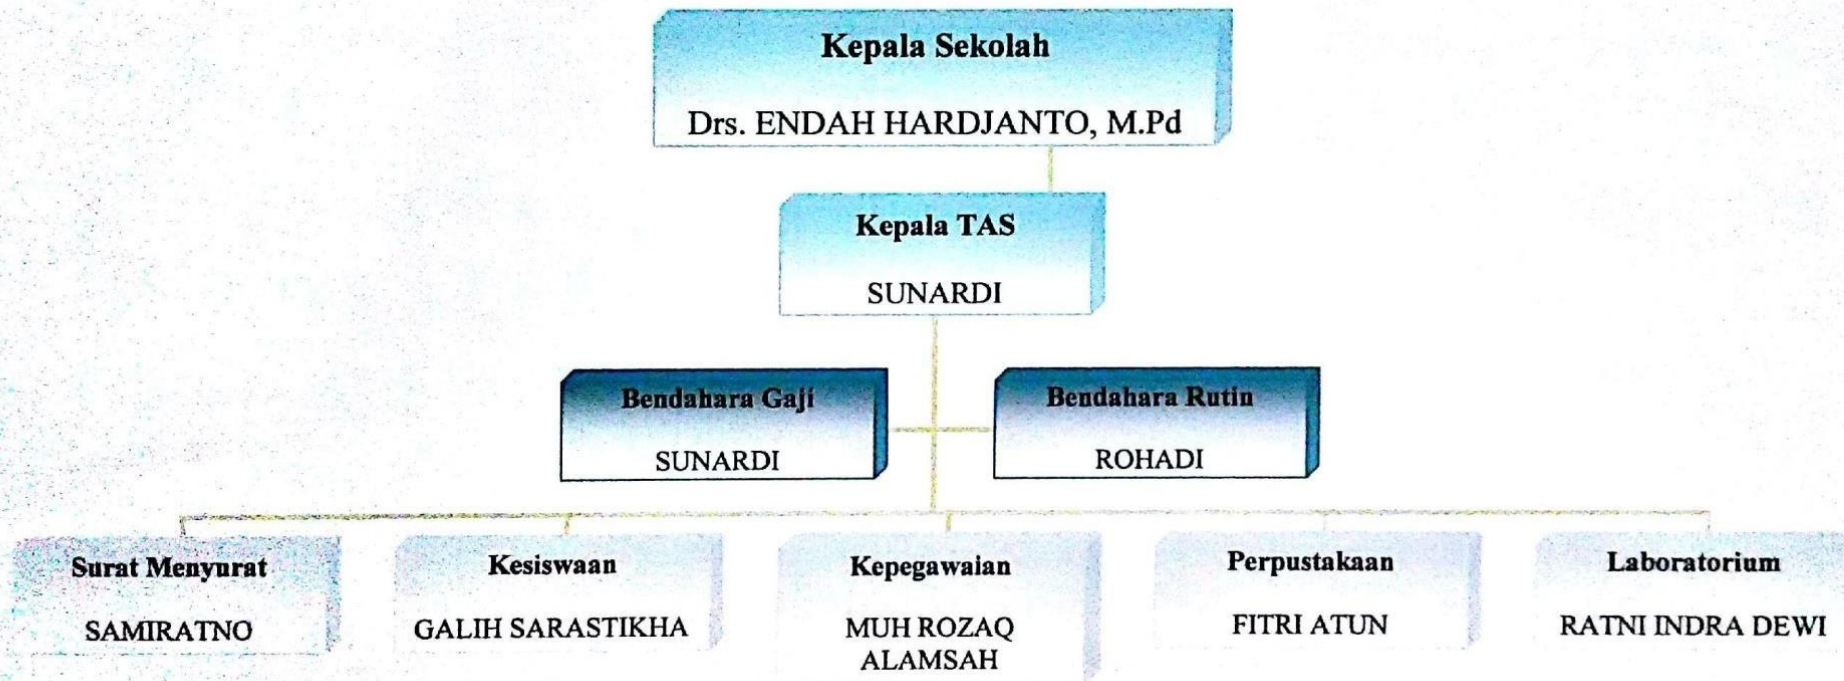 Kepala Sekolah
Drs. ENDAH HARDJANTO, M.Pd
Kepala TAS
SUNARDI
Bendahara Gaji
SUNARDI
Bendahara Rutin
ROHADI
Surat Menyurat
SAMIRATNO
Kesiswaan
GALIH SARASTIKHA
Kepegawaian
MUH ROZAQ
ALAMSAH
Perpustakaan
FITRI ATUN
Laboratorium
RATNI INDRA DEWI